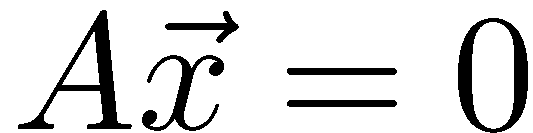 $A\vec{x} = 0$